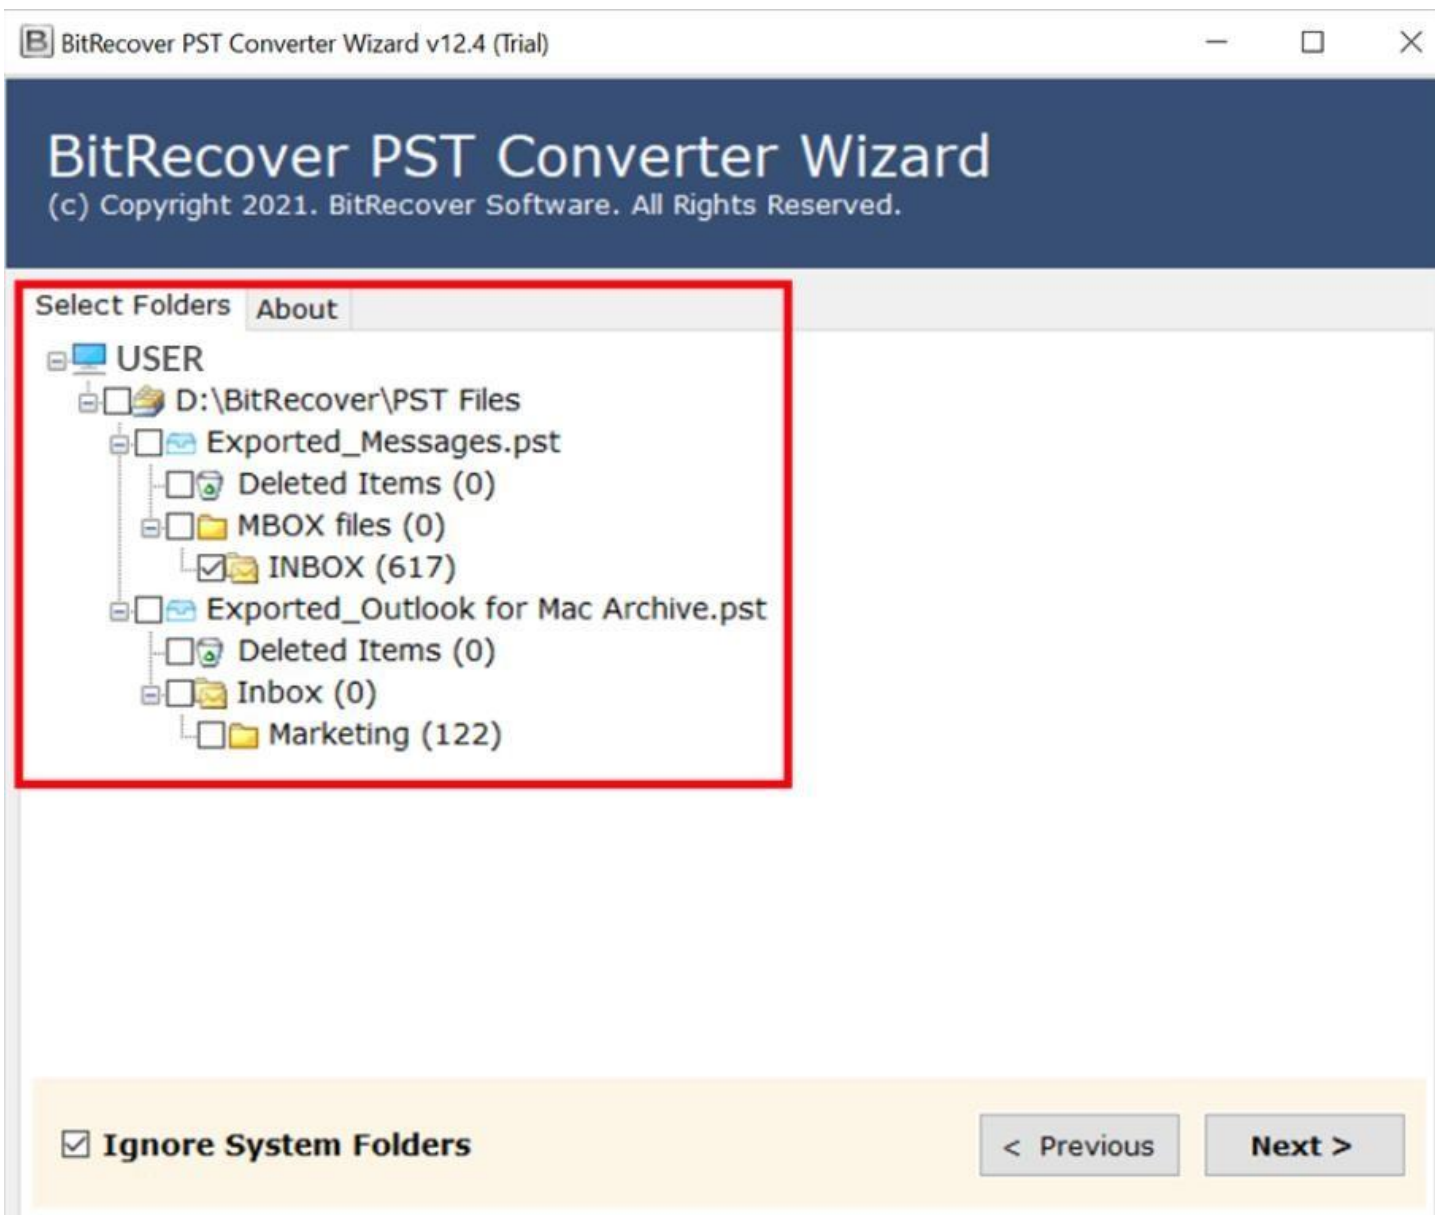 BitRecover PST Converter Wizard v12.4 (Trial)
BitRecover PST Converter Wizard
(c) Copyright 2021. BitRecover Software. All Rights Reserved.
Select Folders About
USER
D:\BitRecover\PST Files
Exported_Messages.pst
Deleted Items (0)
MBOX files (0)
INBOX (617)
Exported_Outlook for Mac Archive.pst
Deleted Items (0)
Inbox (0)
Marketing (122)
Ignore System Folders < Previous Next >